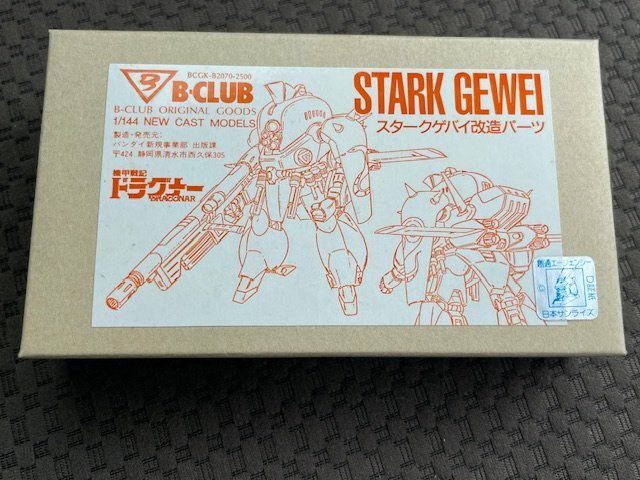 BCGK-B2070-2500
B
B-CLUB
B-CLUB ORIGINAL GOODS
1/144 NEW CAST MODELS
製造・発売元:
バンダイ新規事業部 出版課
〒424 静岡県清水市西久保305
機甲戦記
ドラグナー
DRAGONAR
STARK GEWEI
スタークゲバイ改造パーツ
創通エージェンシー
©
証紙
日本サンライズ